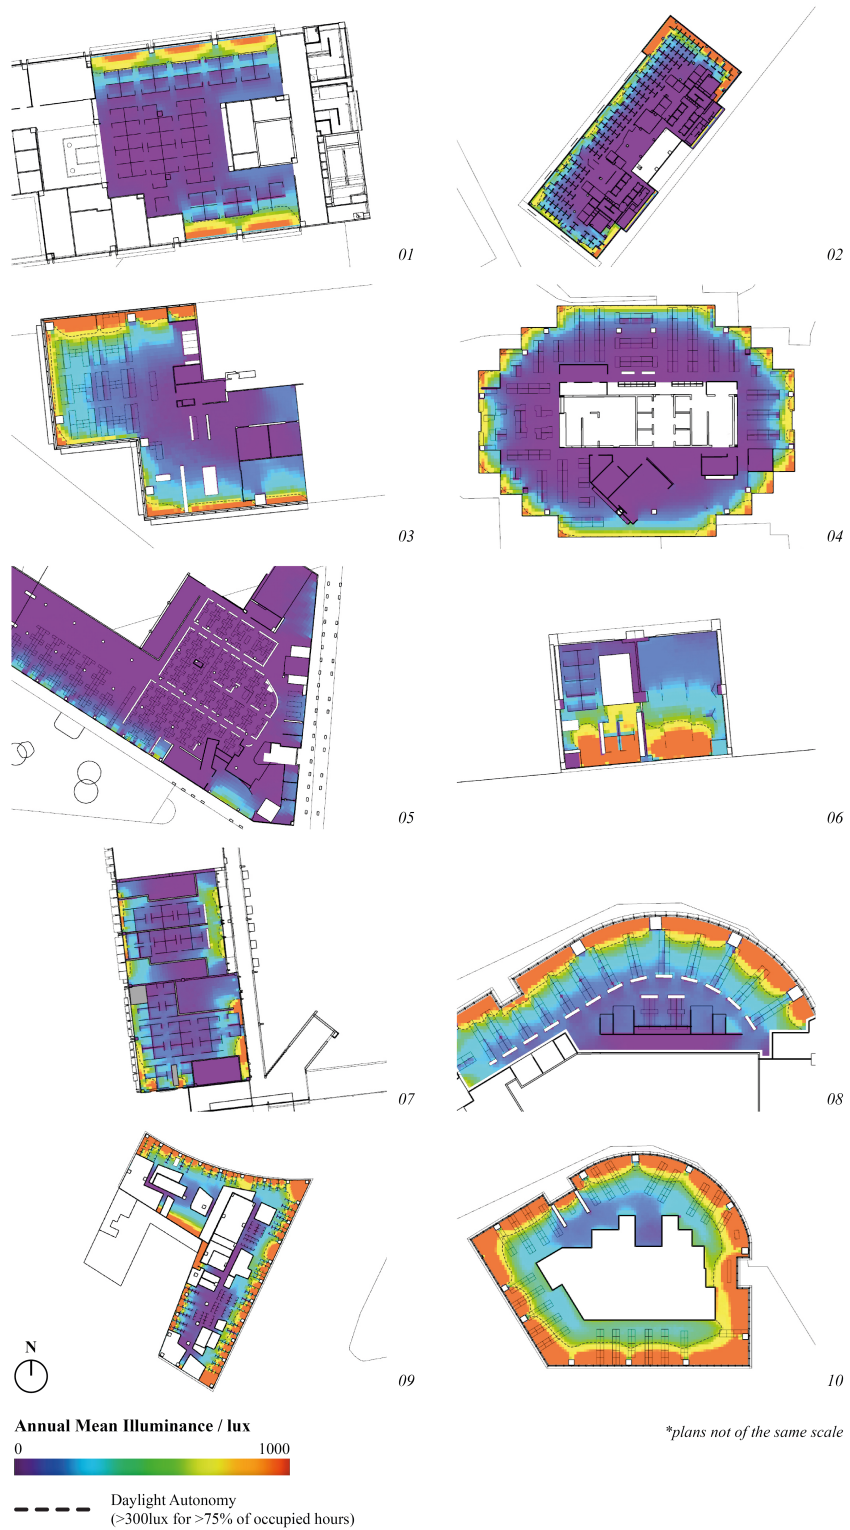 01
02
03
04
05
06
07
08
09
10
N
Annual Mean Illuminance / lux
0 1000
*plans not of the same scale
Daylight Autonomy
(>300lux for >75% of occupied hours)